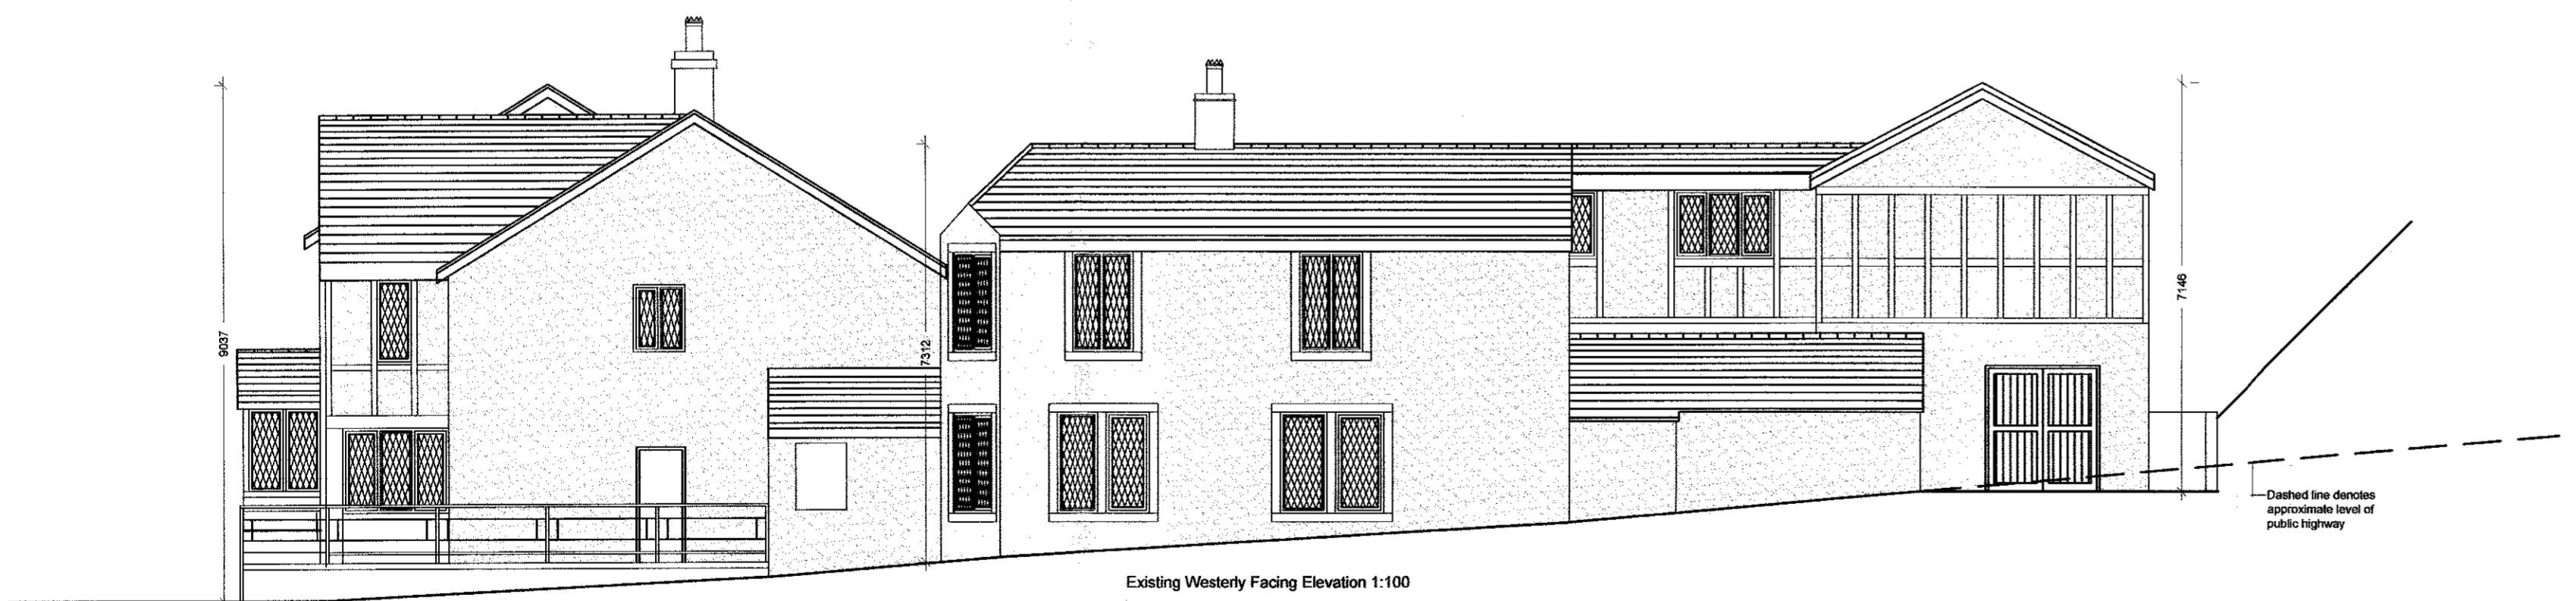 9037
7312
7146
Dashed line denotes
approximate level of
public highway
Existing Westerly Facing Elevation 1:100